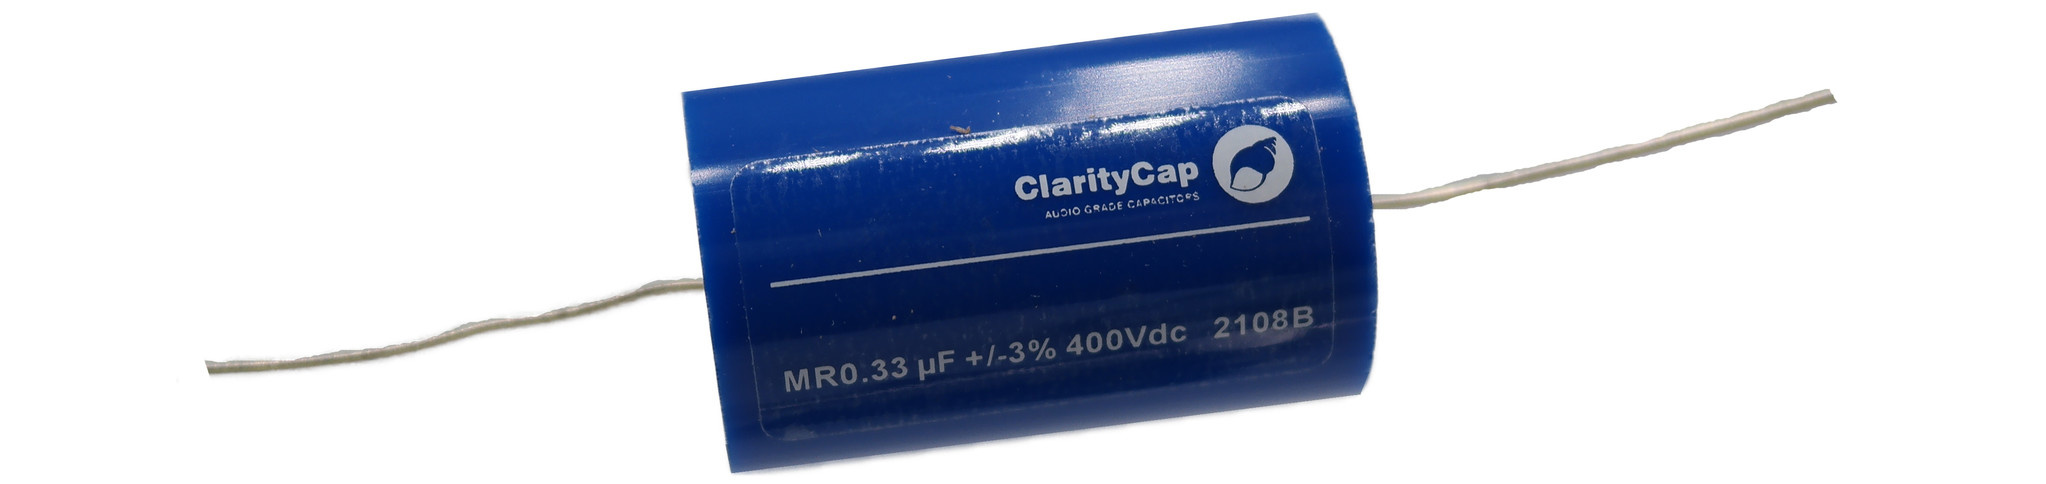 ClarityCap
AUDIO GRADE CAPACITORS
MR0.33 µF +/-3% 400Vdc 2108B